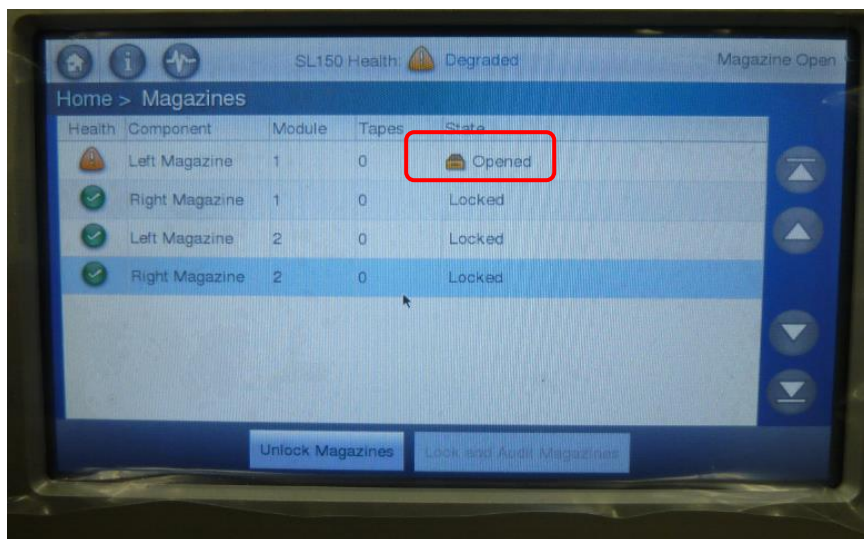 SL150 Health: Degraded Magazine Open
Home > Magazines
Health Component Module Tapes State
Left Magazine 1 0 Opened
Right Magazine 1 0 Locked
Left Magazine 2 0 Locked
Right Magazine 2 0 Locked
Unlock Magazines Lock and Audit Magazines